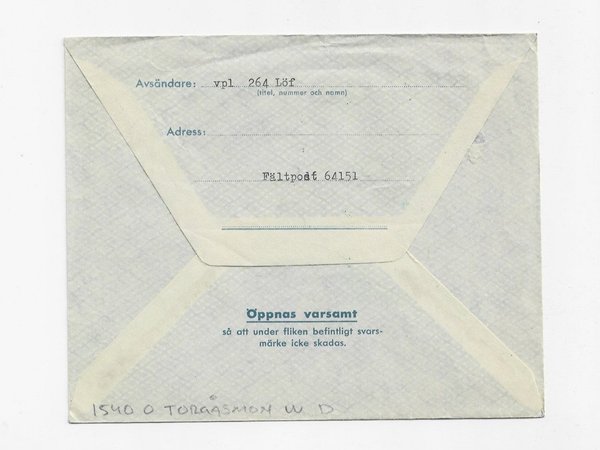 Avsändare: vpl 264 Löf
(titel, nummer och namn)
Adress:
Fältpost 64151
Öppnas varsamt
så att under fliken befintligt svars-
märke icke skadas.
1540 O TORGÅSMON W D